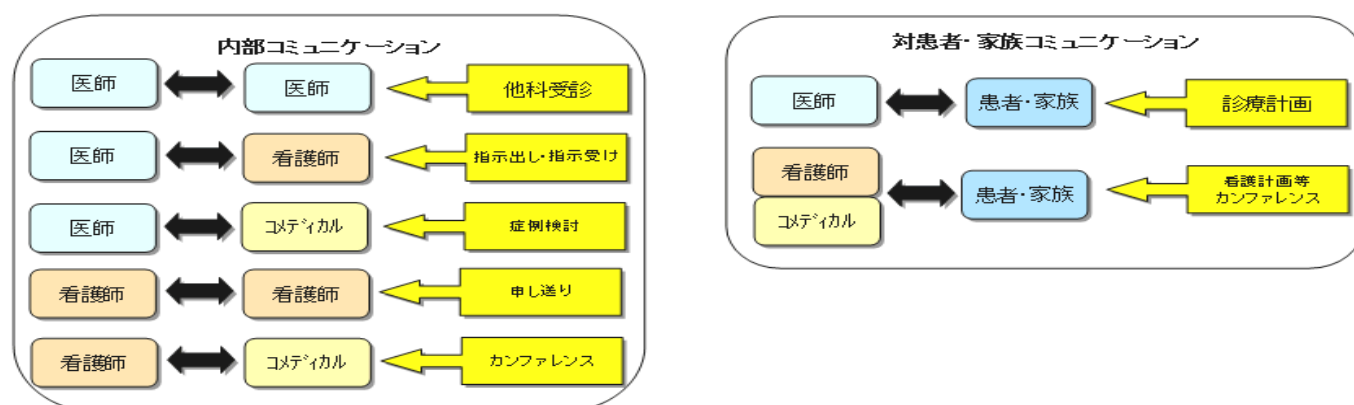 内部コミュニケーション
医師
医師
他科受診
医師
看護師
指示出し・指示受け
医師
コメディカル
症例検討
看護師
看護師
申し送り
看護師
コメディカル
カンファレンス
対患者・家族コミュニケーション
医師
患者・家族
診療計画
看護師
コメディカル
患者・家族
看護計画等
カンファレンス